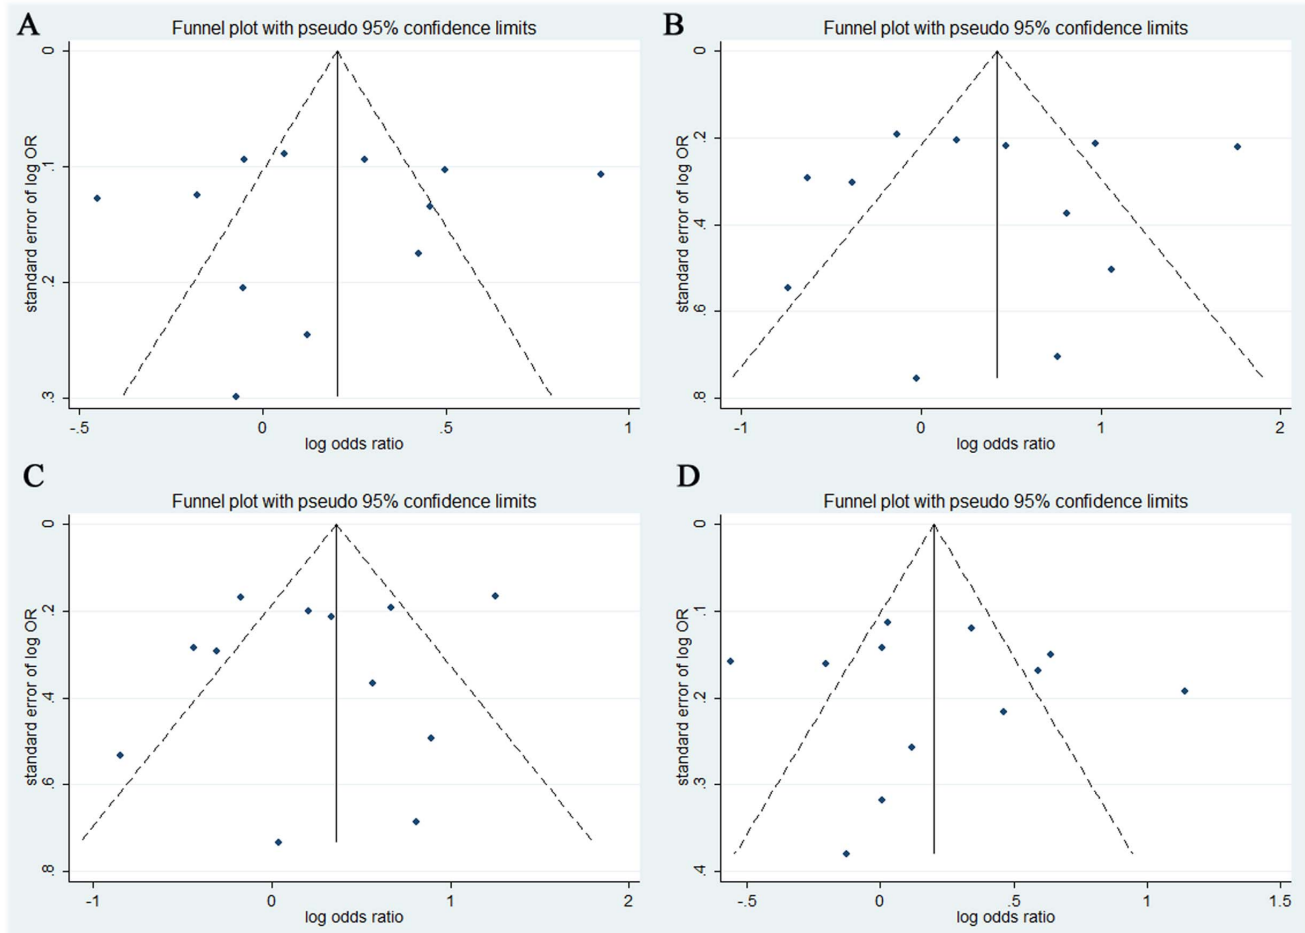 A
Funnel plot with pseudo 95% confidence limits
standard error of log OR
0
.1
.2
.3
-.5
0
.5
1
log odds ratio
B
Funnel plot with pseudo 95% confidence limits
standard error of log OR
0
.2
.4
.6
.8
-1
0
1
2
log odds ratio
C
Funnel plot with pseudo 95% confidence limits
standard error of log OR
0
.2
.4
.6
.8
-1
0
1
2
log odds ratio
D
Funnel plot with pseudo 95% confidence limits
standard error of log OR
0
.1
.2
.3
.4
-.5
0
.5
1
1.5
log odds ratio